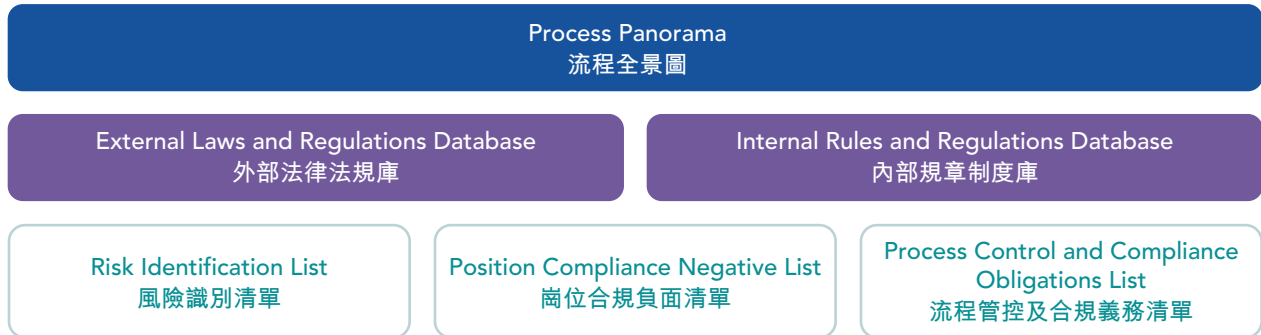 Process Panorama
流程全景圖
External Laws and Regulations Database
外部法律法規庫
Internal Rules and Regulations Database
內部規章制度庫
Risk Identification List
風險識別清單
Position Compliance Negative List
崗位合規負面清單
Process Control and Compliance
Obligations List
流程管控及合規義務清單